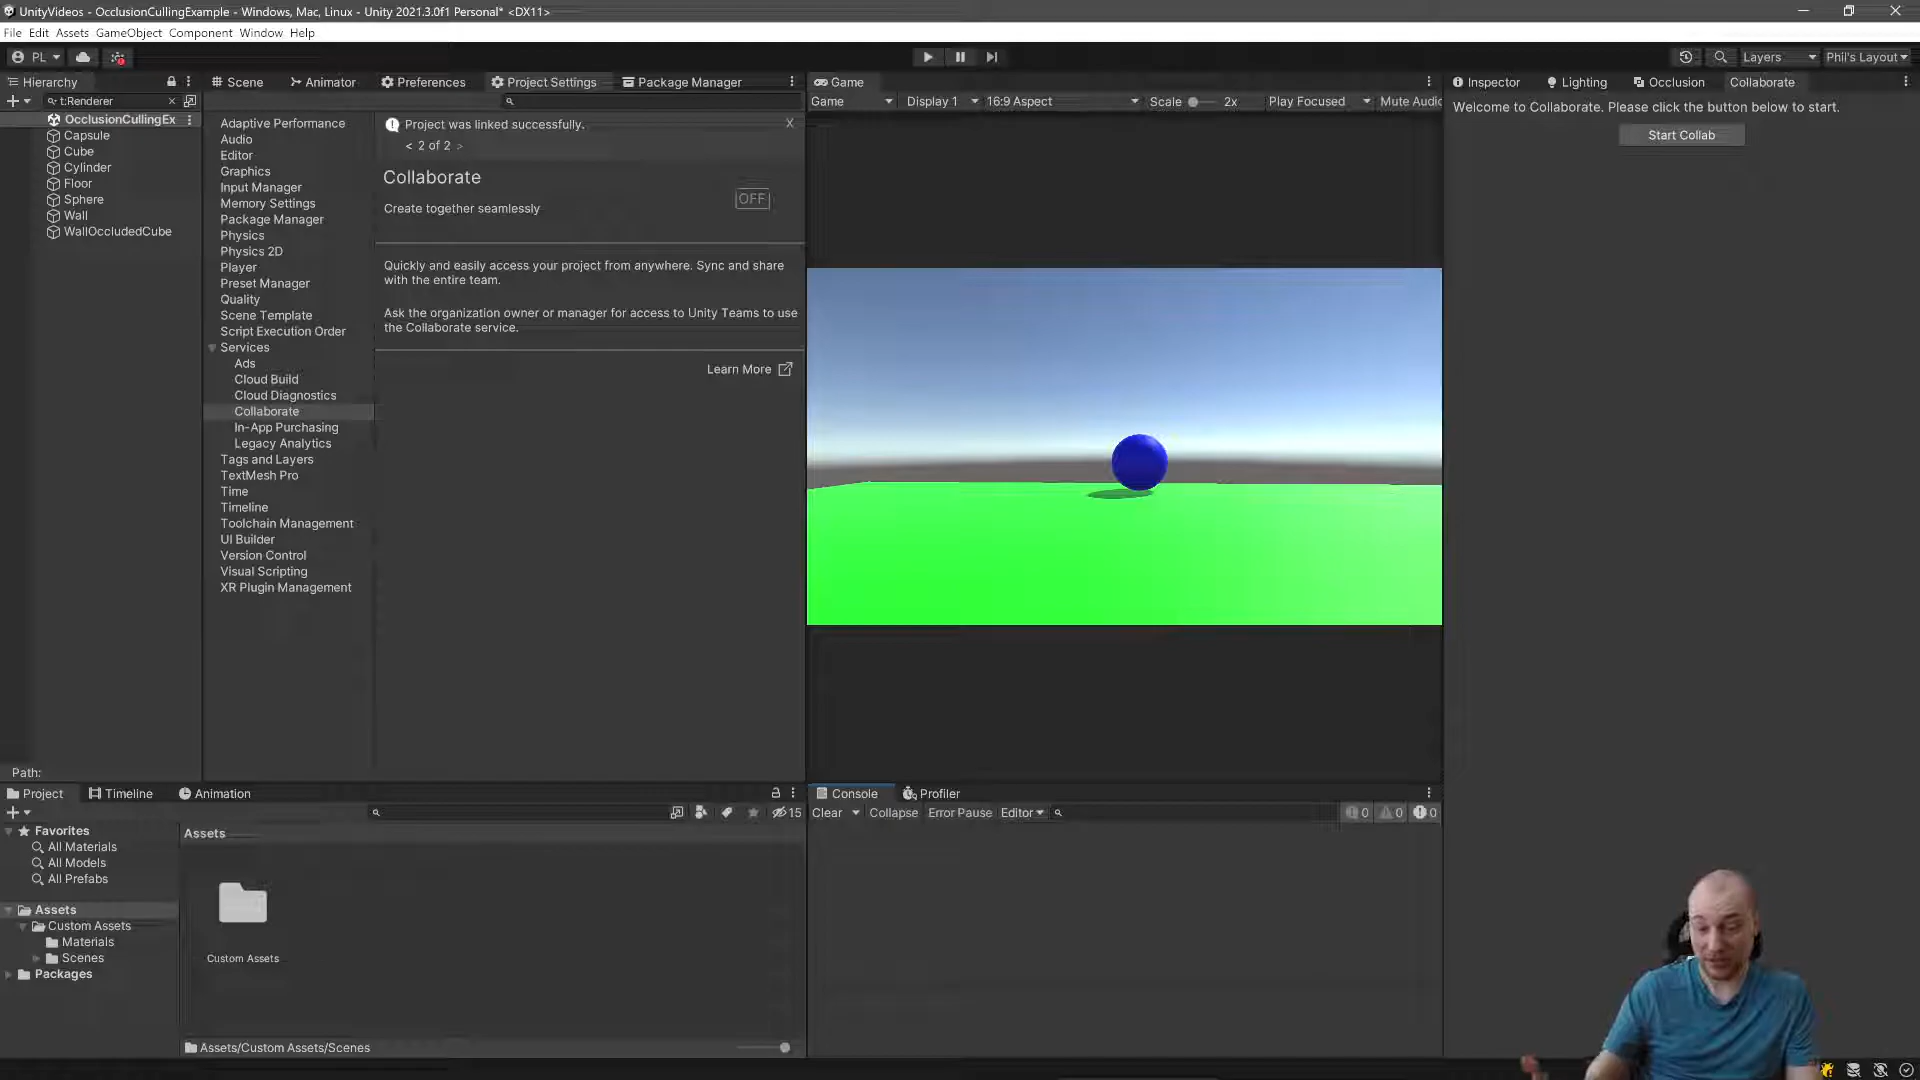 UnityVideos - OcclusionCullingExample - Windows, Mac, Linux - Unity 2021.3.0f1 Personal* <DX11>
File Edit Assets GameObject Component Window Help
PL
Layers
Phil's Layout
Hierarchy
t:Renderer
OcclusionCullingEx
Capsule
Cube
Cylinder
Floor
Sphere
Wall
WallOccludedCube
Path:
Scene Animator Preferences Project Settings Package Manager
Adaptive Performance
Audio
Editor
Graphics
Input Manager
Memory Settings
Package Manager
Physics
Physics 2D
Player
Preset Manager
Quality
Scene Template
Script Execution Order
Services
Ads
Cloud Build
Cloud Diagnostics
Collaborate
In-App Purchasing
Legacy Analytics
Tags and Layers
TextMesh Pro
Time
Timeline
Toolchain Management
UI Builder
Version Control
Visual Scripting
XR Plugin Management
Project was linked successfully.
X
< 2 of 2 >
Collaborate
OFF
Create together seamlessly
Quickly and easily access your project from anywhere. Sync and share
with the entire team.
Ask the organization owner or manager for access to Unity Teams to use
the Collaborate service.
Learn More
Game
Game Display 1 16:9 Aspect Scale 2x Play Focused Mute Audio
Inspector Lighting Occlusion Collaborate
Welcome to Collaborate. Please click the button below to start.
Start Collab
Project Timeline Animation
15
Favorites
All Materials
All Models
All Prefabs
Assets
Custom Assets
Materials
Scenes
Packages
Assets
Custom Assets
Assets/Custom Assets/Scenes
Console Profiler
Clear Collapse Error Pause Editor
0 0 0